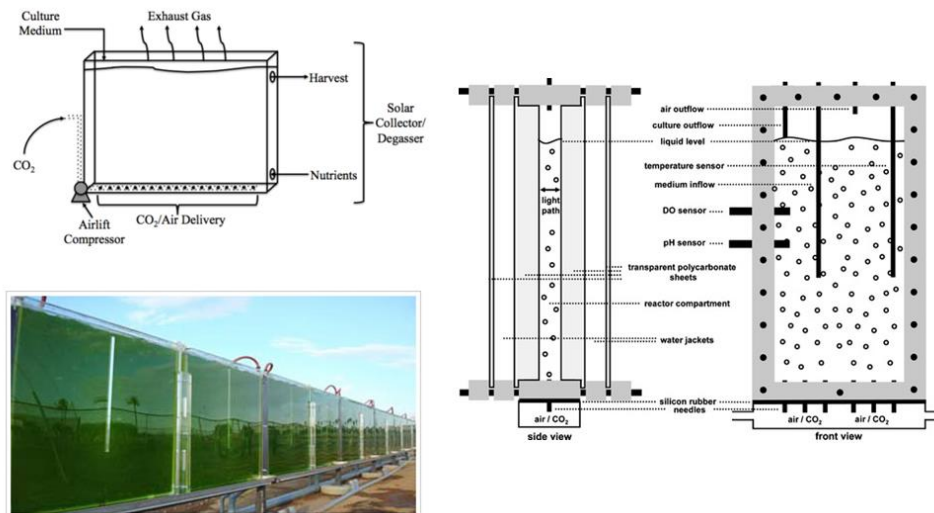 Culture
Medium
Exhaust Gas
Harvest
Solar
Collector/
Degasser
CO2
Nutrients
Airlift
Compressor
CO2/Air Delivery
air outflow
culture outflow
liquid level
temperature sensor
medium inflow
light
path
DO sensor
pH sensor
transparent polycarbonate
sheets
reactor compartment
water jackets
silicon rubber
needles
air / CO2
side view
air / CO2 air / CO2
front view